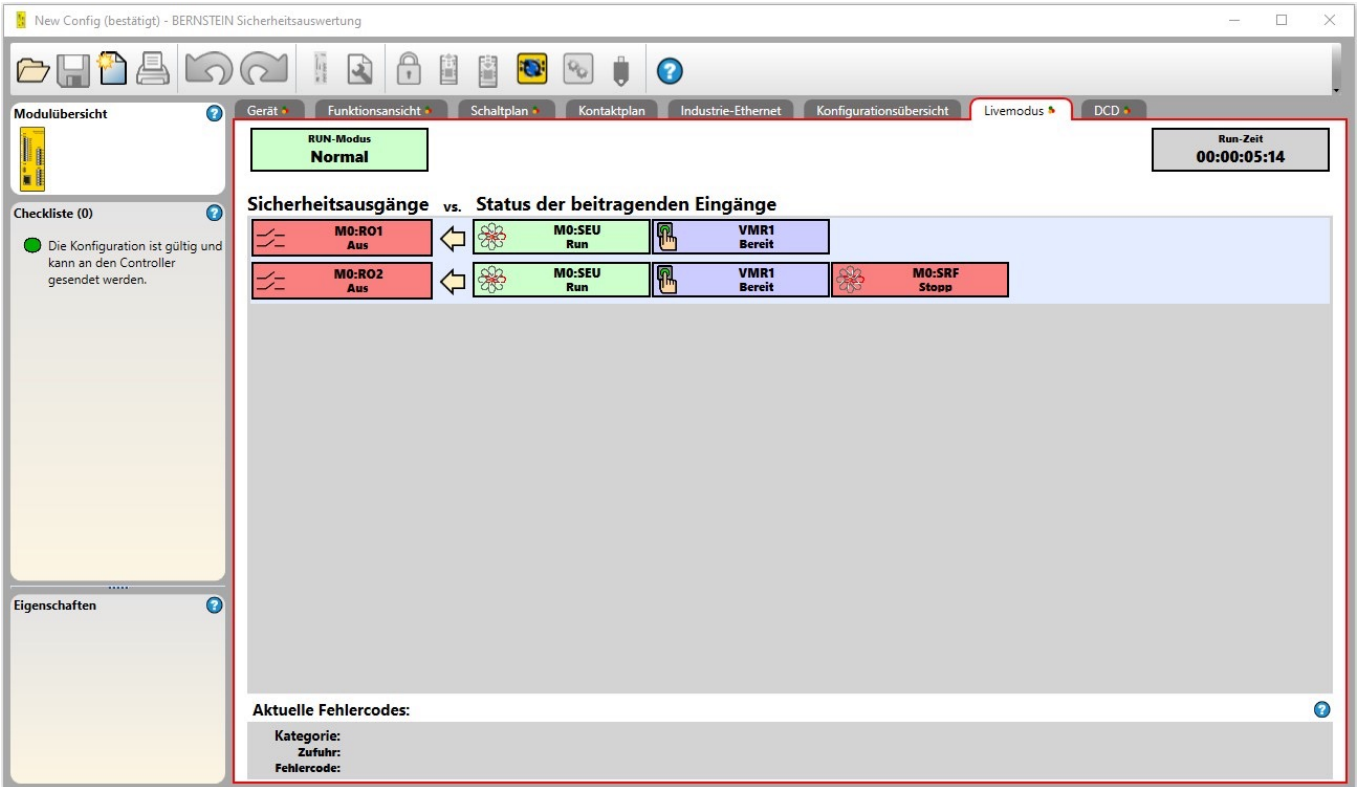 New Config (bestätigt) - BERNSTEIN Sicherheitsauswertung
Modulübersicht
Gerät
Funktionsansicht
Schaltplan
Kontaktplan
Industrie-Ethernet
Konfigurationsübersicht
Livemodus
DCD
RUN-Modus
Normal
Run-Zeit
00:00:05:14
Checkliste (0)
Die Konfiguration ist gültig und
kann an den Controller
gesendet werden.
Sicherheitsausgänge vs. Status der beitragenden Eingänge
M0:RO1
Aus
M0:SEU
Run
VMR1
Bereit
M0:RO2
Aus
M0:SEU
Run
VMR1
Bereit
M0:SRF
Stopp
Eigenschaften
Aktuelle Fehlercodes:
Kategorie:
Zufuhr:
Fehlercode: